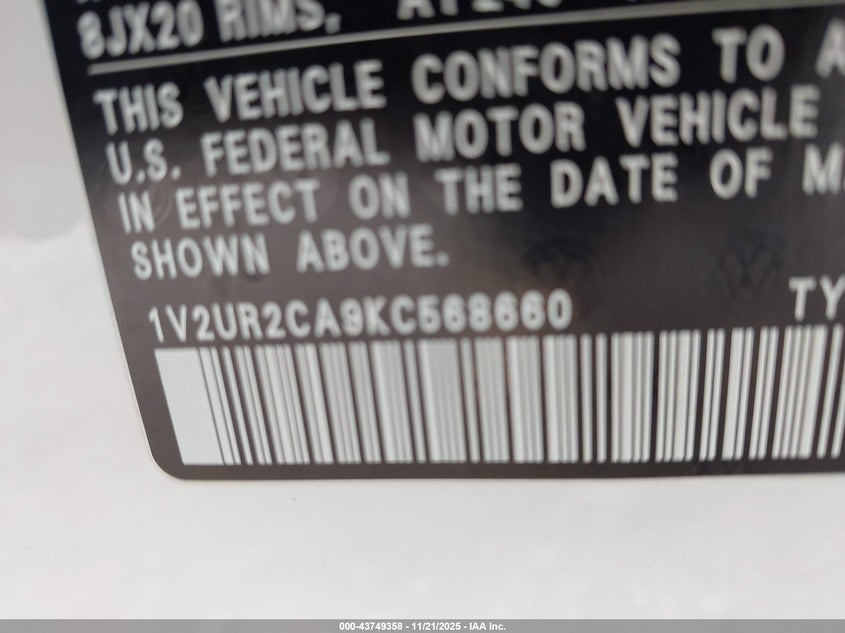 8JX20 RIMS,
THIS VEHICLE CONFORMS TO A
U.S. FEDERAL MOTOR VEHICLE
IN EFFECT ON THE DATE OF M
SHOWN ABOVE.
1V2UR2CA9KC568660 TY
000-43749358 - 11/21/2025 - IAA Inc.